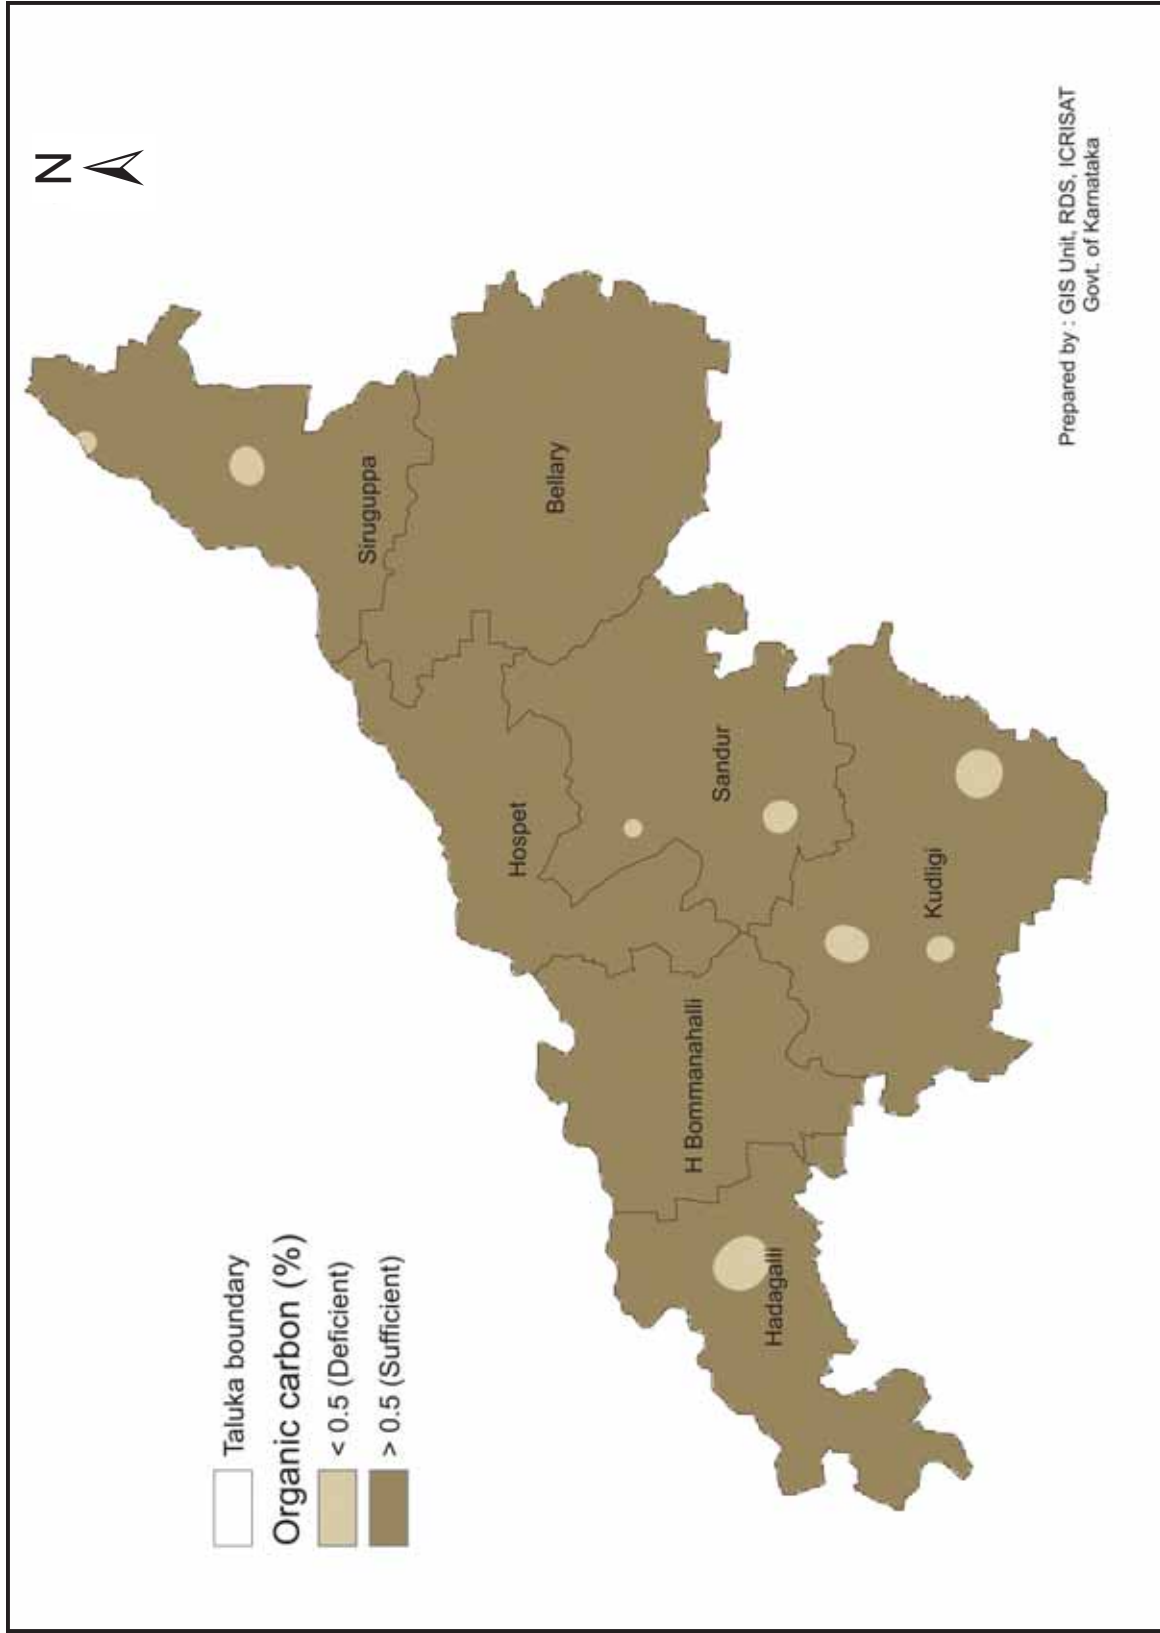 N
Taluka boundary
Organic carbon (%)
< 0.5 (Deficient)
> 0.5 (Sufficient)
Siruguppa
Bellary
Hospet
Sandur
H Bommanahalli
Kudligi
Hadagalli
Prepared by : GIS Unit, RDS, ICRISAT
Govt. of Karnataka